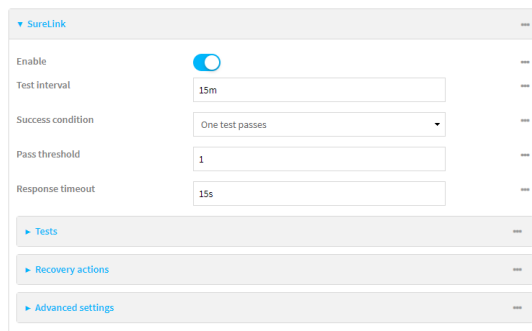 SureLink
Enable
Test interval
15m
Success condition
One test passes
Pass threshold
1
Response timeout
15s
Tests
Recovery actions
Advanced settings